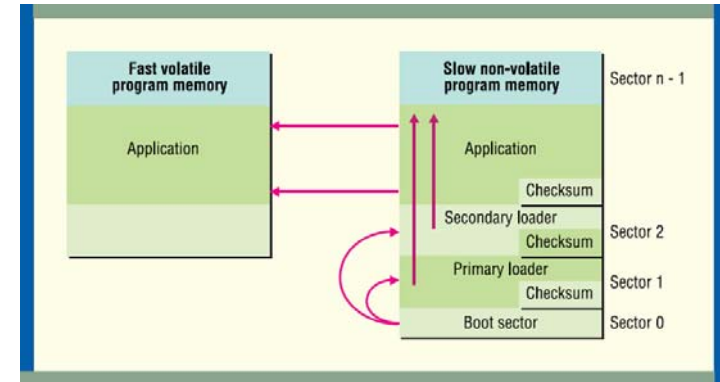 Fast volatile
program memory
Application
Slow non-volatile
program memory
Sector n - 1
Application
Checksum
Secondary loader
Checksum
Sector 2
Primary loader
Checksum
Sector 1
Boot sector
Sector 0